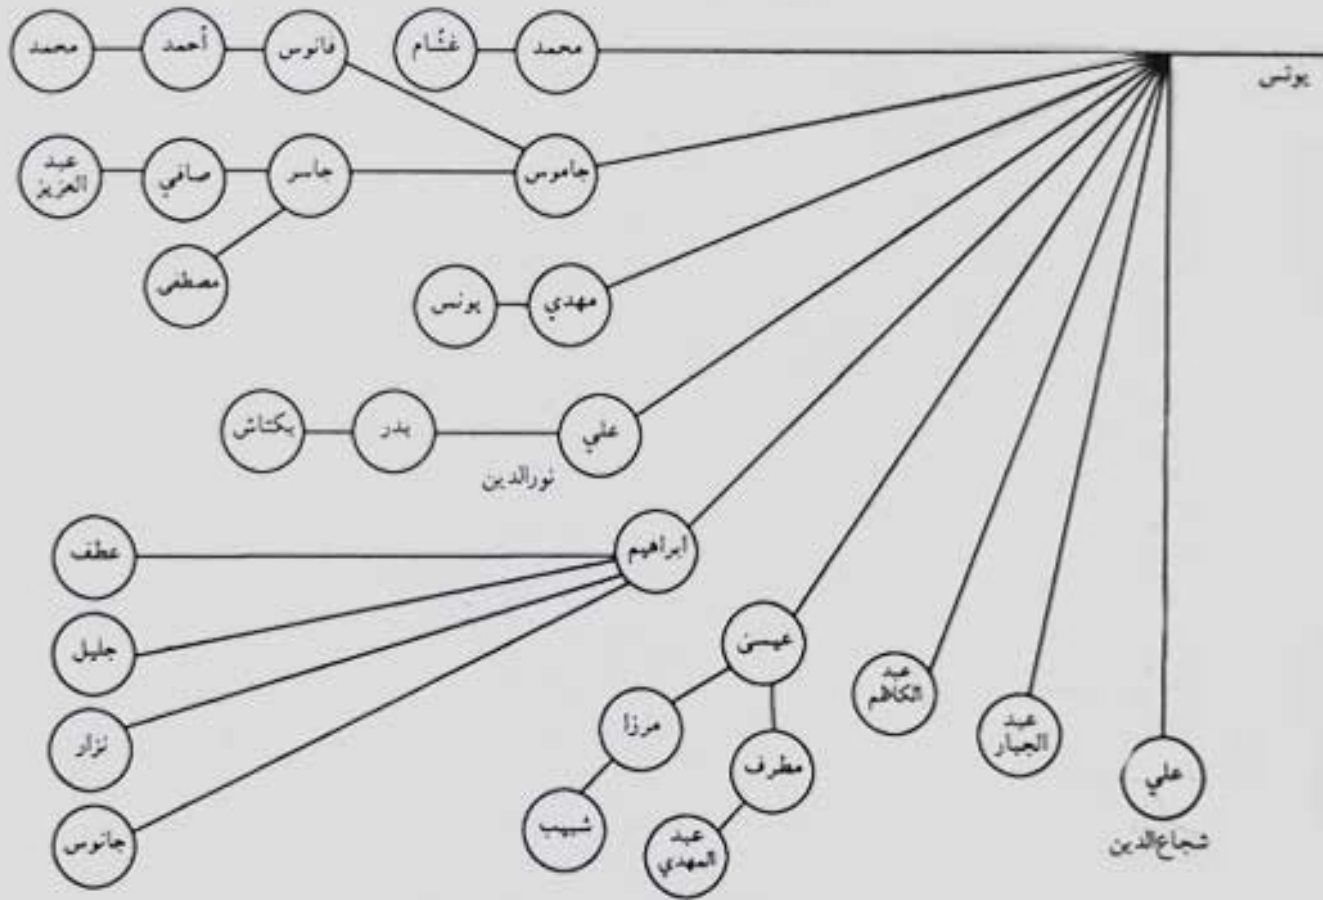 يونس
محمد
غنّام
فانوس
أحمد
محمد
جاموس
جاسر
صافي
عبد
العزيز
مصطفى
مهدي
يونس
علي
نورالدين
بدر
بكتاش
ابراهيم
عطف
جليل
نزار
جانوس
عيسى
مرزا
شبيب
مطرف
عبد
المهدي
عبد
الكاظم
عبد
الجبار
علي
شجاع‌الدين